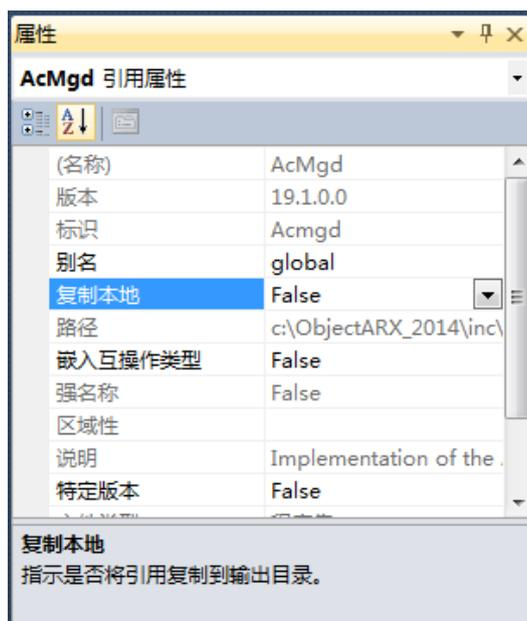 属性
AcMgd 引用属性
(名称) AcMgd
版本 19.1.0.0
标识 Acmgd
别名 global
复制本地 False
路径 c:\ObjectARX_2014\inc\
嵌入互操作类型 False
强名称 False
区域性
说明 Implementation of the .
特定版本 False
复制本地
指示是否将引用复制到输出目录。